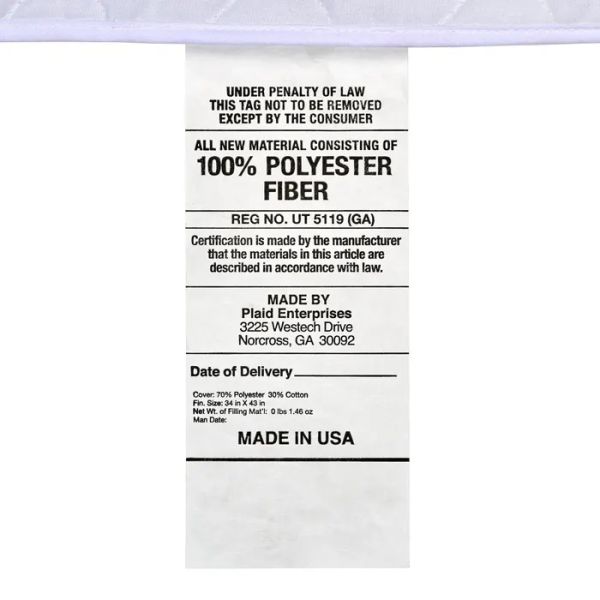 UNDER PENALTY OF LAW
THIS TAG NOT TO BE REMOVED
EXCEPT BY THE CONSUMER
ALL NEW MATERIAL CONSISTING OF
100% POLYESTER
FIBER
REG NO. UT 5119 (GA)
Certification is made by the manufacturer
that the materials in this article are
described in accordance with law.
MADE BY
Plaid Enterprises
3225 Westech Drive
Norcross, GA 30092
Date of Delivery
Cover: 70% Polyester 30% Cotton
Fin. Size: 34 in X 43 in
Net Wt. of Filling Mat'l: 0 lbs 1.46 oz
Man Date:
MADE IN USA